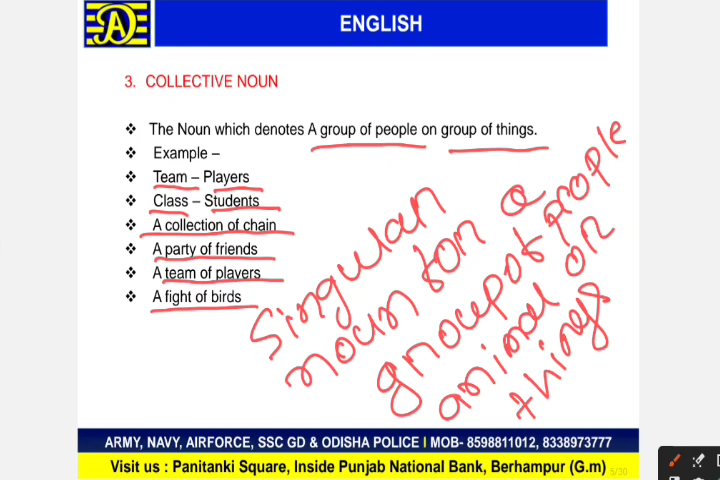 ENGLISH
3. COLLECTIVE NOUN
❖ The Noun which denotes A group of people on group of things.
❖ Example –
❖ Team – Players
❖ Class – Students
❖ A collection of chain
❖ A party of friends
❖ A team of players
❖ A fight of birds
Singular
noun for a
group of people
animal or
things
ARMY, NAVY, AIRFORCE, SSC GD & ODISHA POLICE I MOB- 8598811012, 8338973777
Visit us : Panitanki Square, Inside Punjab National Bank, Berhampur (G.m) 5/30